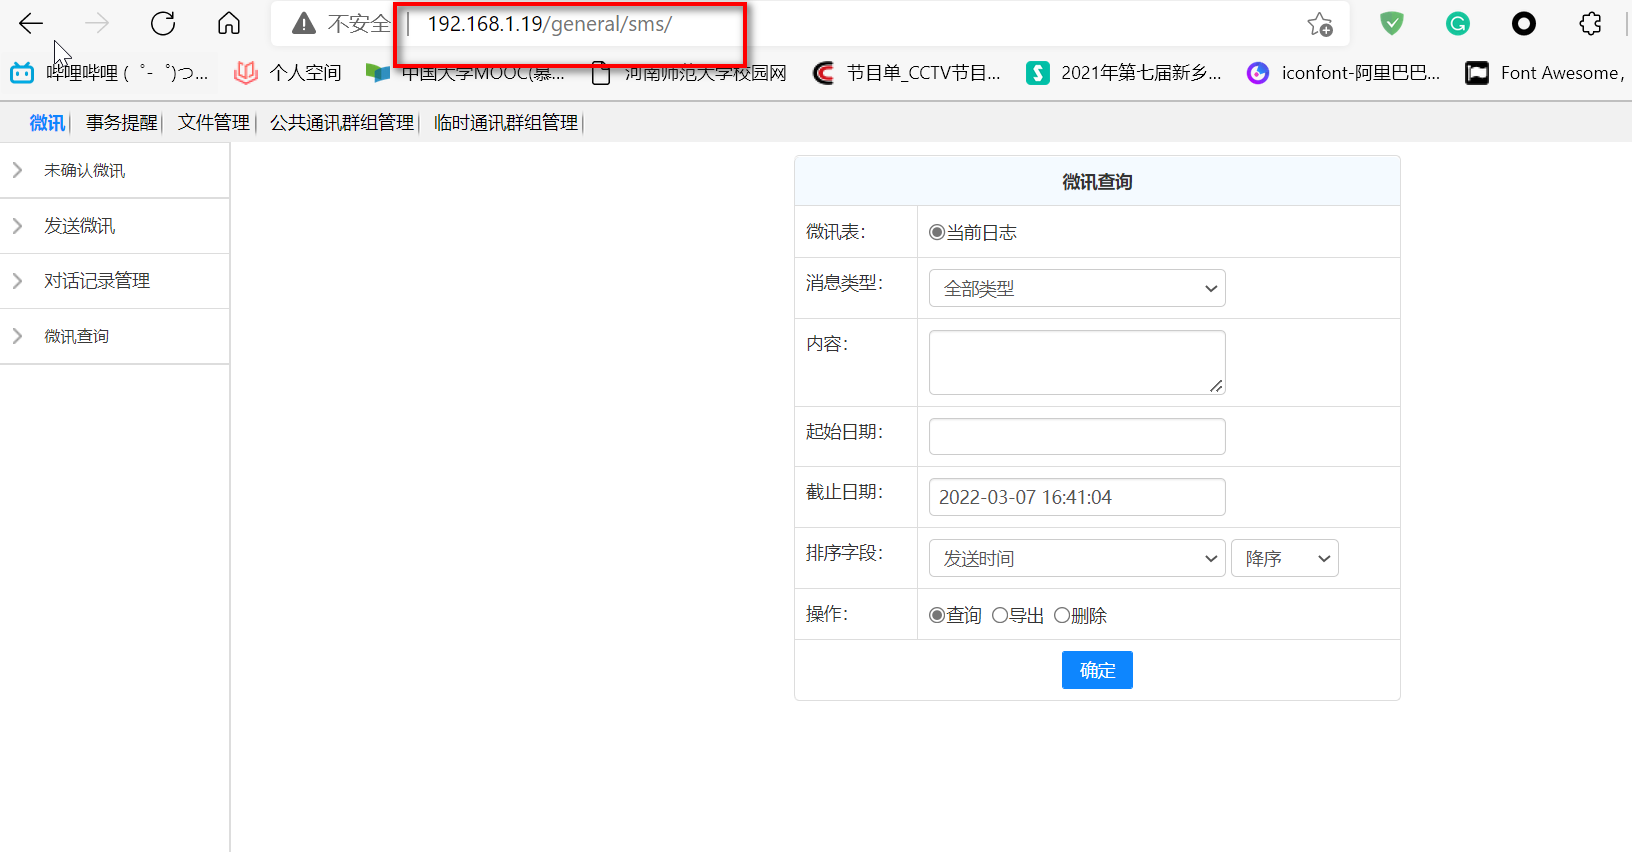 不安全 192.168.1.19/general/sms/
哔哩哔哩 (゜-゜)つ... 个人空间 中国大学MOOC(慕... 河南师范大学校园网 节目单_CCTV节目... 2021年第七届新乡... iconfont-阿里巴巴... Font Awesome,
微讯 事务提醒 文件管理 公共通讯群组管理 临时通讯群组管理
未确认微讯
发送微讯
对话记录管理
微讯查询
微讯查询
微讯表： 当前日志
消息类型： 全部类型
内容：
起始日期：
截止日期： 2022-03-07 16:41:04
排序字段： 发送时间 降序
操作： 查询 导出 删除
确定